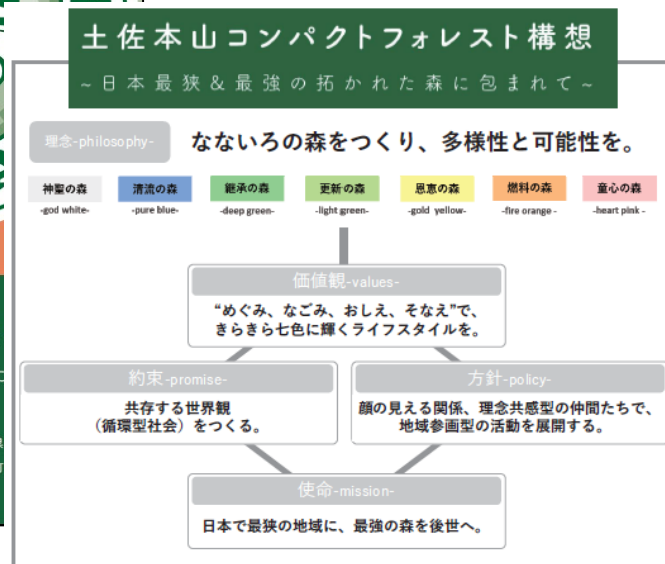 土佐本山コンパクトフォレスト構想
~日本最狭&最強の拓かれた森に包まれて~
理念-philosophy-
なないろの森をつくり、多様性と可能性を。
神聖の森
清流の森
継承の森
更新の森
恩恵の森
燃料の森
童心の森
-god white-
-pure blue-
-deep green-
-light green-
-gold yellow-
-fire orange -
-heart pink -
価値観-values-
“めぐみ、なごみ、おしえ、そなえ”で、
きらきら七色に輝くライフスタイルを。
約束-promise-
共存する世界観
（循環型社会）をつくる。
方針-policy-
顔の見える関係、理念共感型の仲間たちで、
地域参画型の活動を展開する。
使命-mission-
日本で最狭の地域に、最強の森を後世へ。